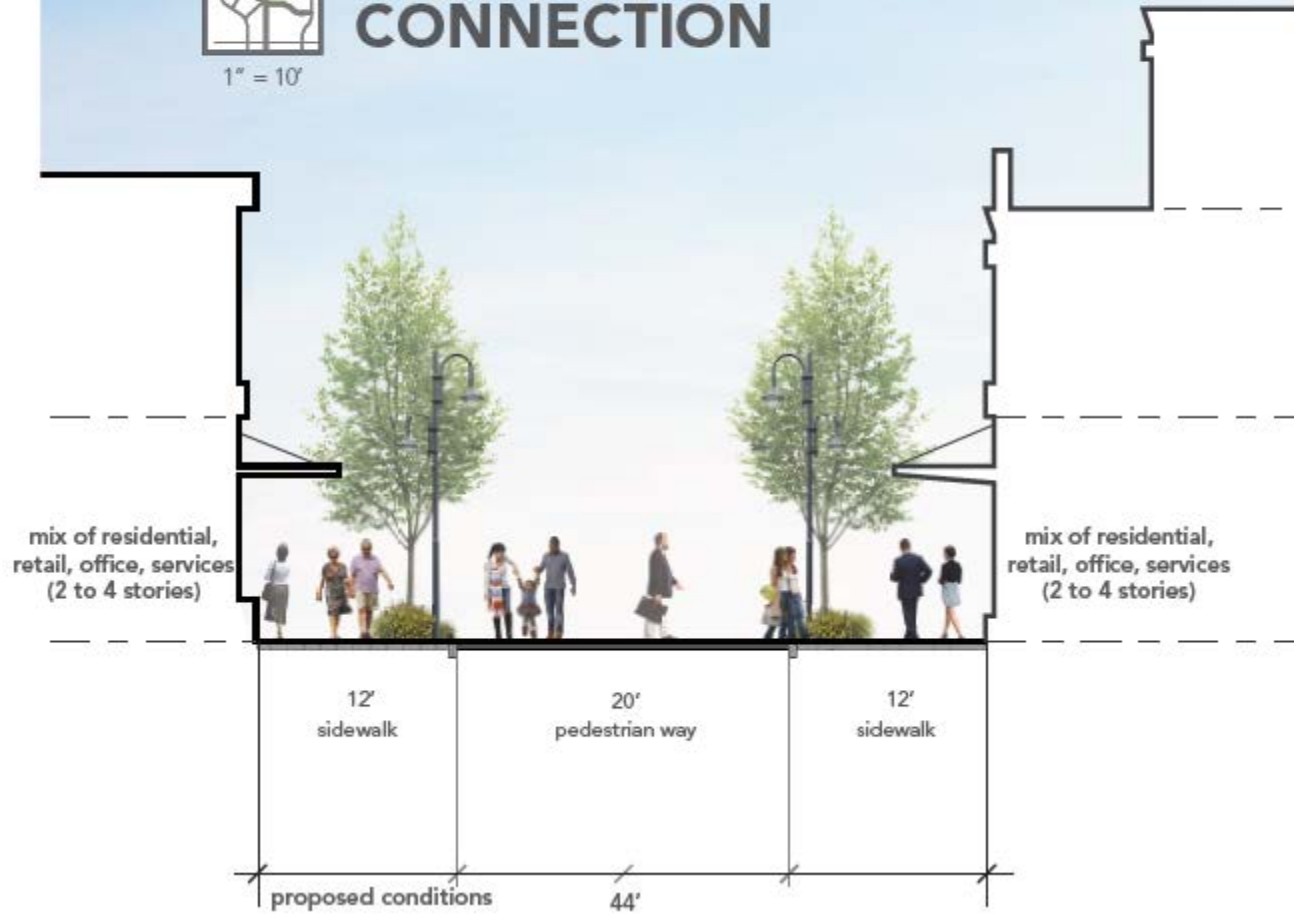 CONNECTION
1" = 10'
mix of residential,
retail, office, services
(2 to 4 stories)
mix of residential,
retail, office, services
(2 to 4 stories)
12'
sidewalk
20'
pedestrian way
12'
sidewalk
proposed conditions
44'